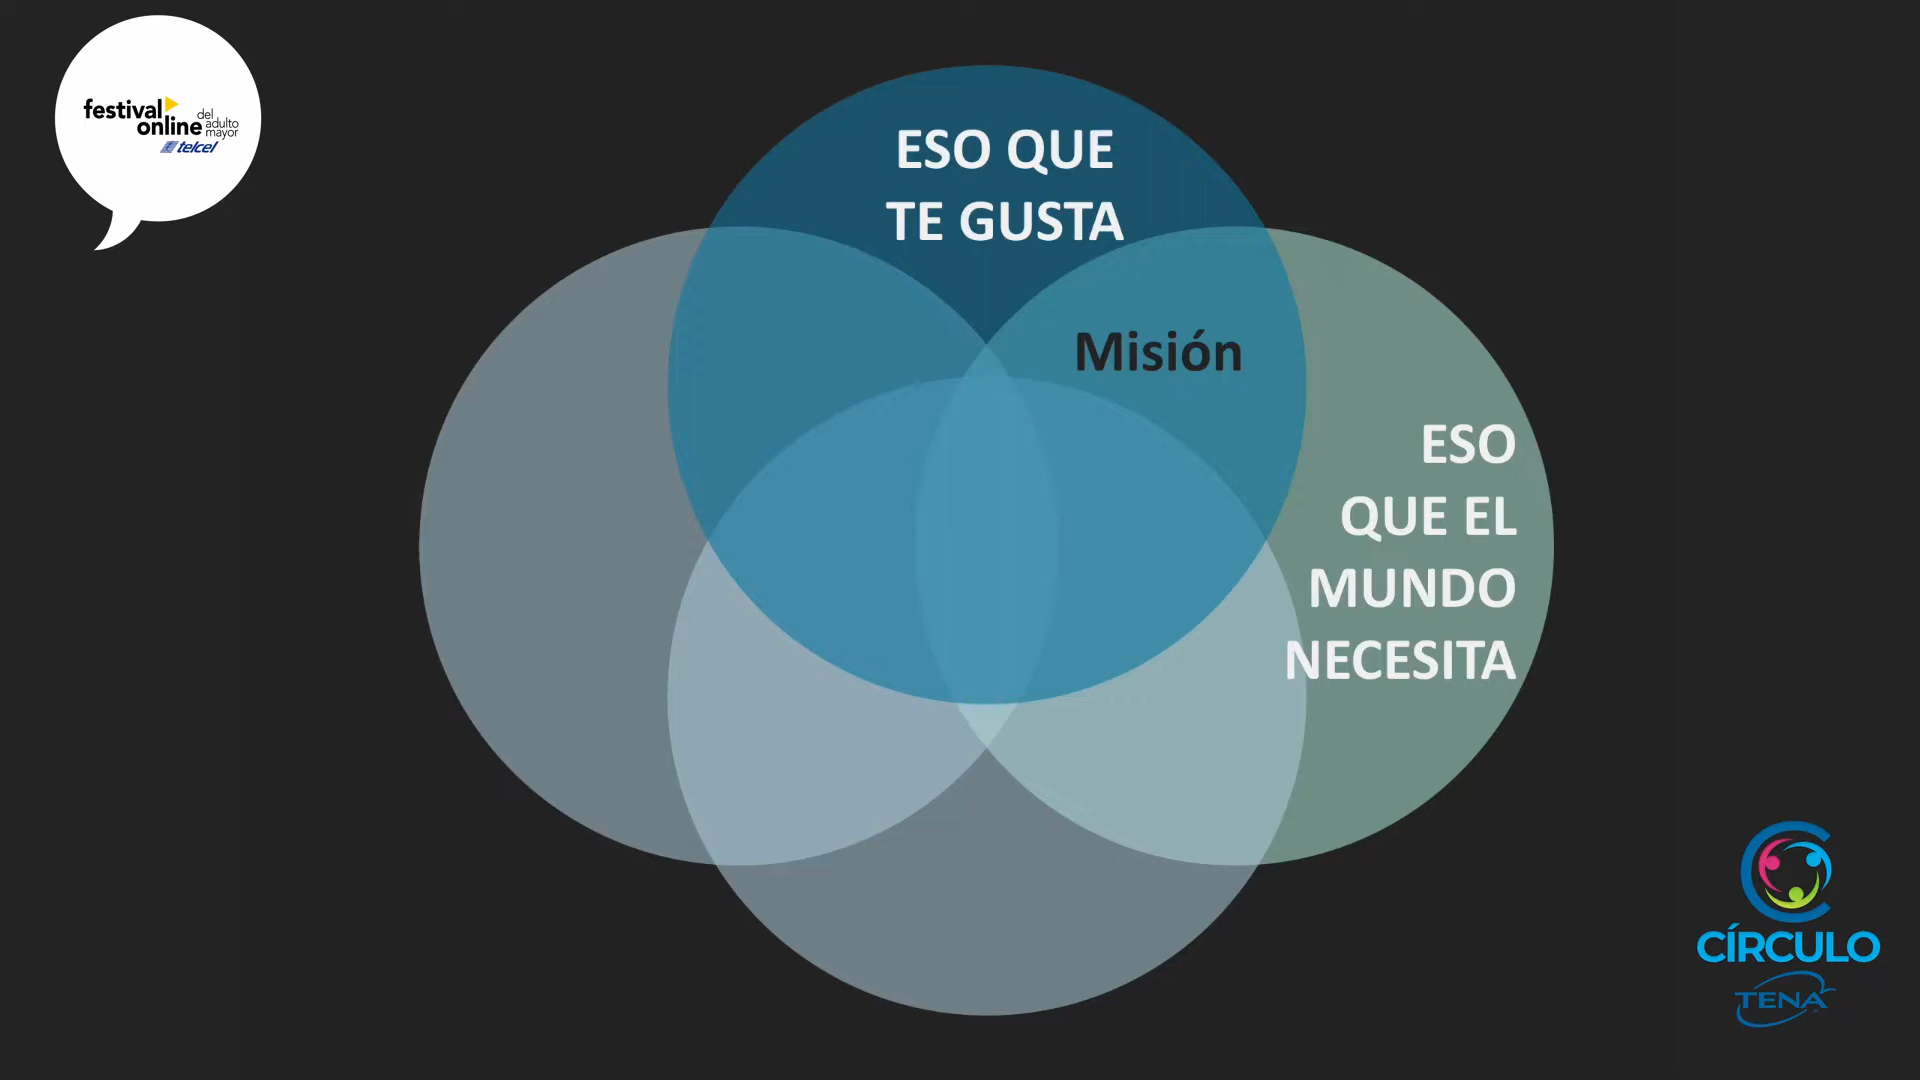 festival
online
del
adulto
mayor
telcel
ESO QUE
TE GUSTA
Misión
ESO
QUE EL
MUNDO
NECESITA
CÍRCULO
TENA